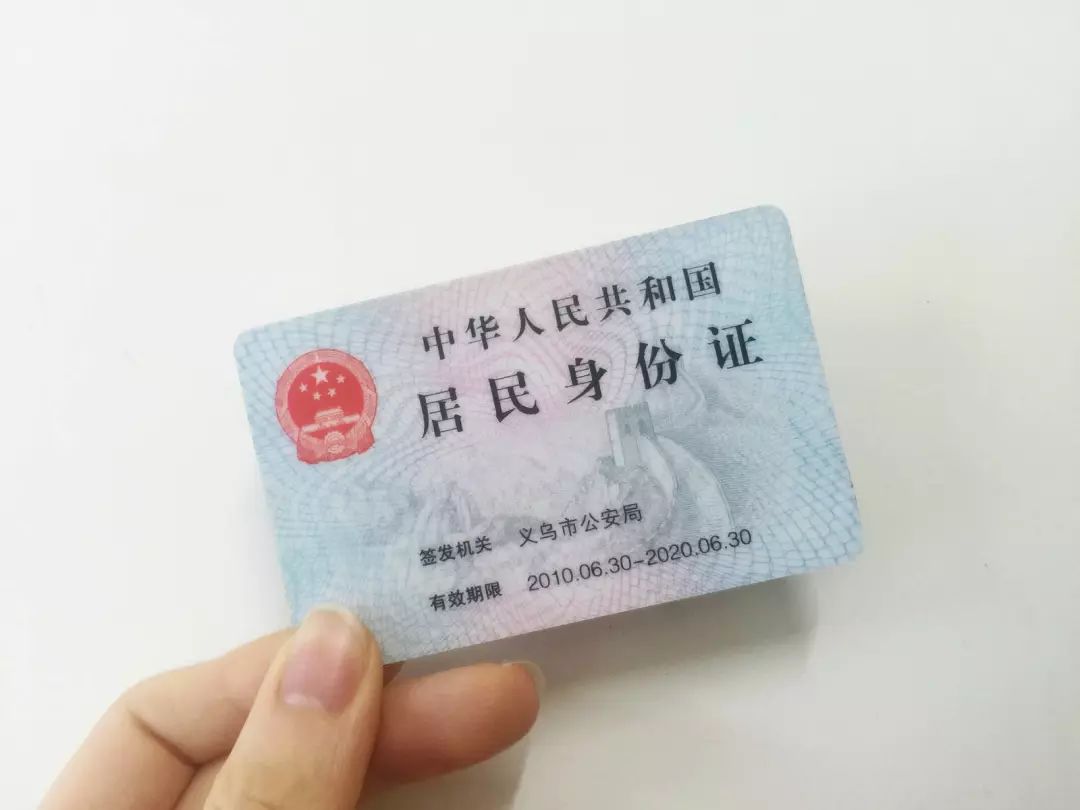 中华人民共和国
居民身份证
签发机关 义乌市公安局
有效期限 2010.06.30-2020.06.30